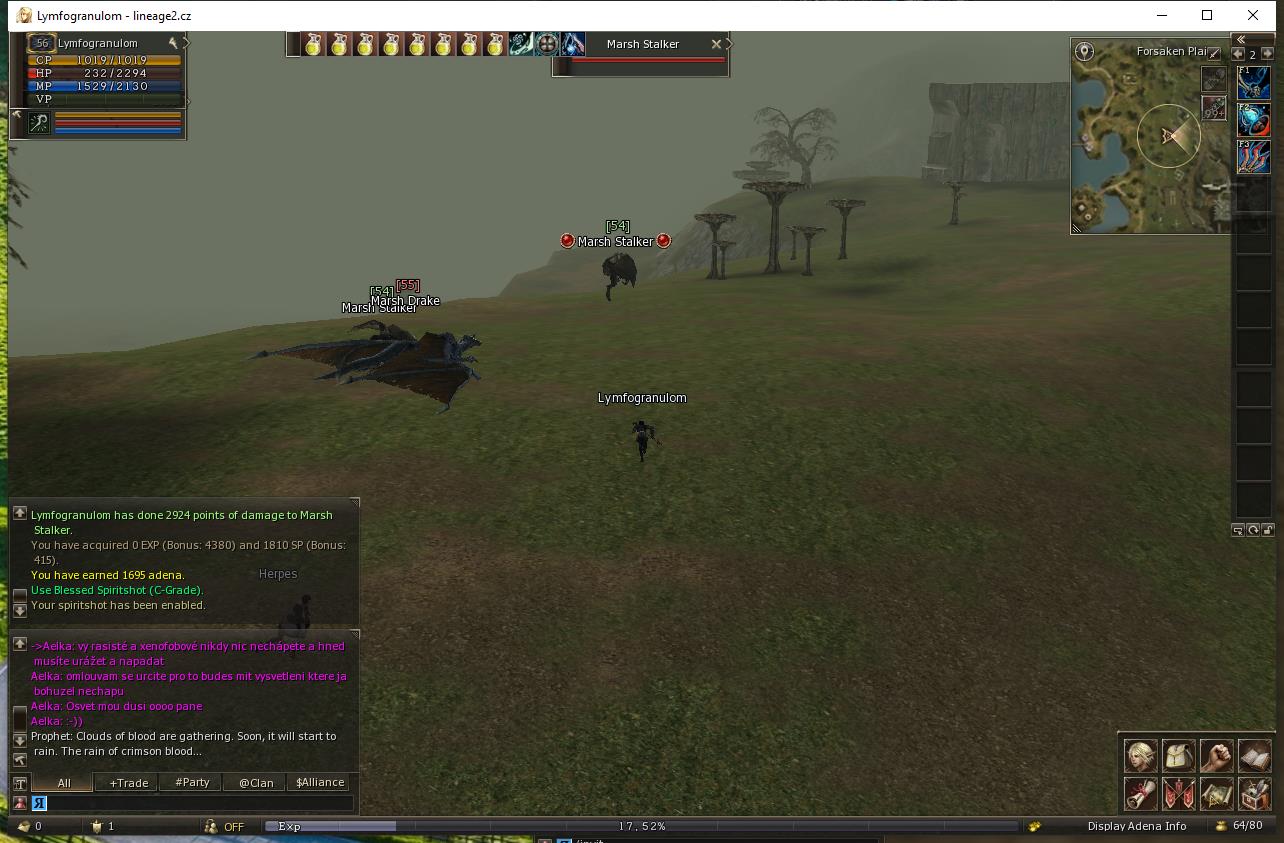 Lymfogranulom - lineage2.cz
56 Lymfogranulom
CP 1019/1019
HP 232/2294
MP 1529/2130
VP
Marsh Stalker
Forsaken Plai
2
99+
F1
F2
F3
[54]
Marsh Stalker
[54]
[55]
Marsh Drake
Marsh Stalker
Lymfogranulom
Lymfogranulom has done 2924 points of damage to Marsh
Stalker.
You have acquired 0 EXP (Bonus: 4380) and 1810 SP (Bonus:
415).
You have earned 1695 adena.
Herpes
Use Blessed Spiritshot (C-Grade).
Your spiritshot has been enabled.
->Aelka: vy rasisté a xenofobové nikdy nic nechápete a hned
musíte urážet a napadat
Aelka: omlouvam se urcite pro to budes mit vysvetleni ktere ja
bohuzel nechapu
Aelka: Osvet mou dusi oooo pane
Aelka: :-))
Prophet: Clouds of blood are gathering. Soon, it will start to
rain. The rain of crimson blood...
All +Trade #Party @Clan $Alliance
Я
0 1 OFF Exp 17,52% Display Adena Info 64/80